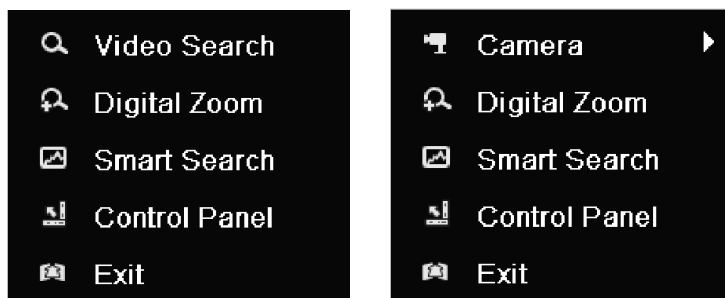 Video Search
Digital Zoom
Smart Search
Control Panel
Exit
Camera
Digital Zoom
Smart Search
Control Panel
Exit